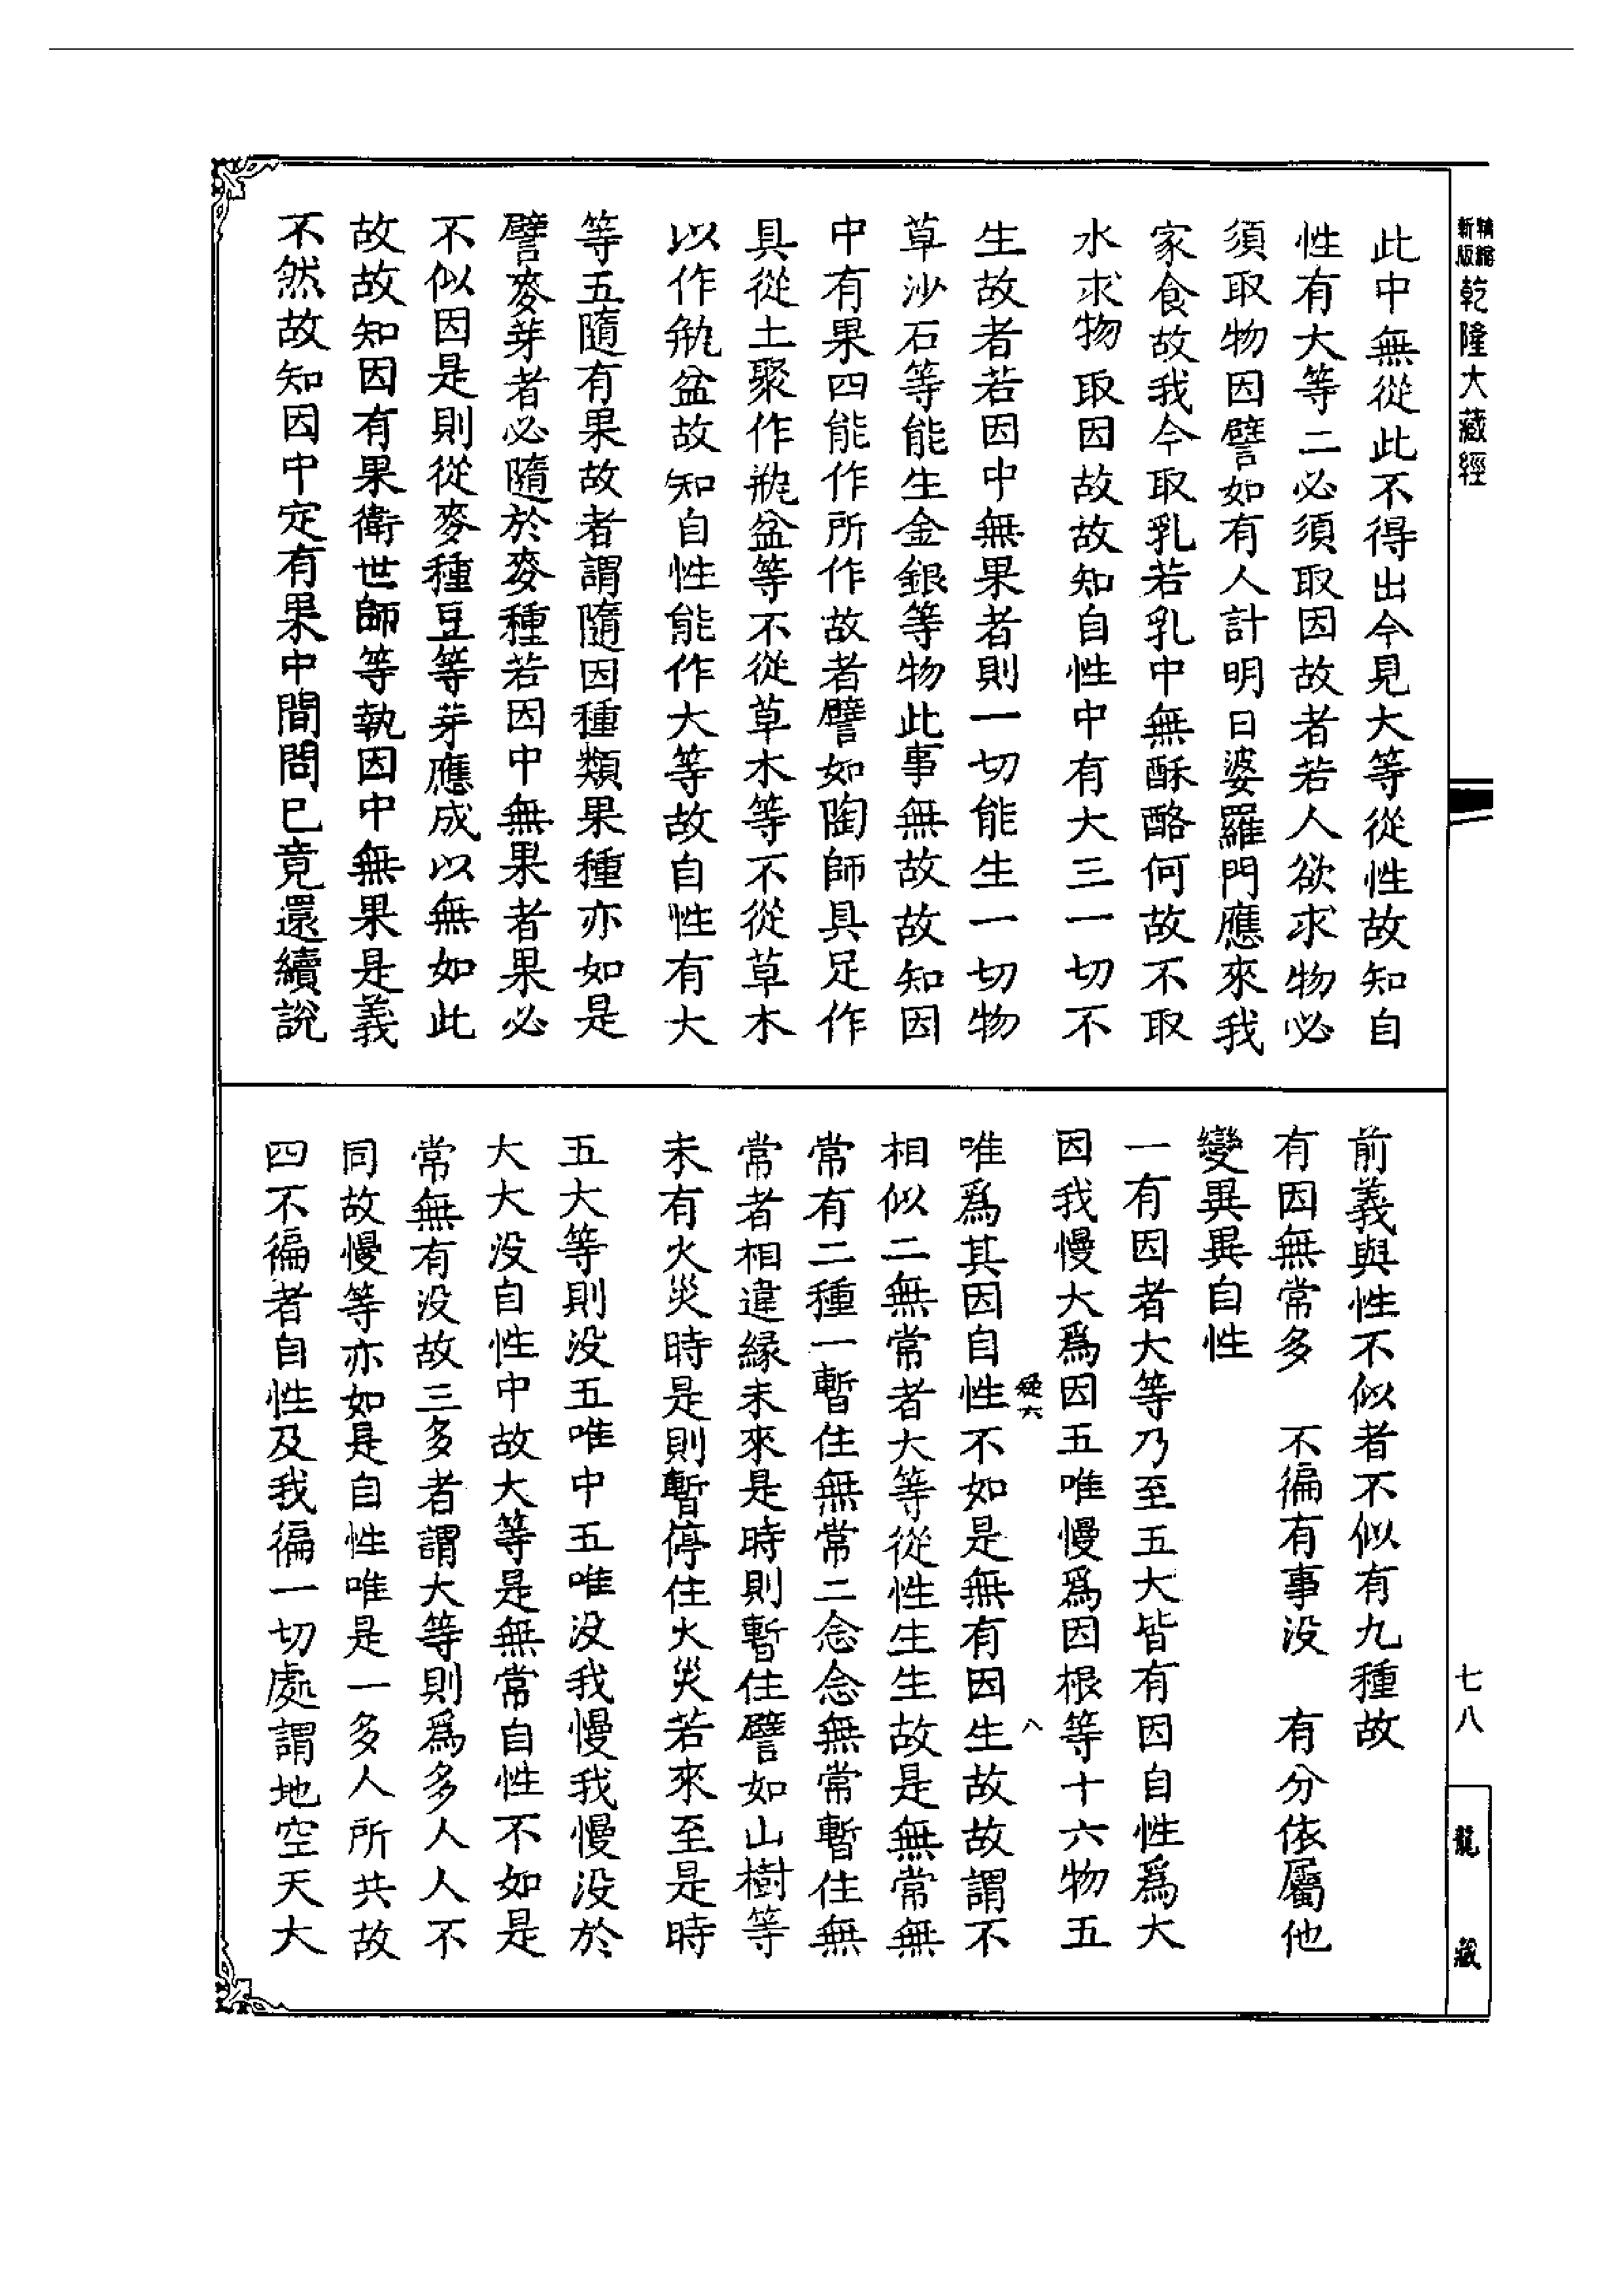 精縮新版乾隆大藏經
此中無從此不得出今見大等從性故知自
性有大等二必須取因故者若人欲求物必
須取物因譬如有人計明日婆羅門應來我
家食故我今取乳若乳中無酥酪何故不取
水求物取因故故知自性中有大三一切不
生故者若因中無果者則一切能生一切物
草沙石等能生金銀等物此事無故故知因
中有果四能作所作故者譬如陶師具足作
具從土聚作瓶盆等不從草木等不從草木
以作瓶盆故知自性能作大等故自性有大
等五隨有果故者謂隨因種類果種亦如是
譬麥芽者必隨於麥種若因中無果者果必
不似因是則從麥種豆等芽應成以無如此
故故知因有果衛世師等執因中無果是義
不然故知因中定有果中間問已竟還續說
前義與性不似者不似有九種故
有因無常多　不徧有事没　有分依屬他
變異異自性
一有因者大等乃至五大皆有因自性爲大
因我慢大爲因五唯慢爲因根等十六物五
疑六　八
唯爲其因自性不如是無有因生故故謂不
相似二無常者大等從性生生故是無常無
常有二種一暫住無常二念念無常暫住無
常者相違緣未來是時則暫住譬如山樹等
未有火災時是則暫停住火災若來至是時
五大等則没五唯中五唯没我慢我慢没於
大大没自性中故大等是無常自性不如是
常無有没故三多者謂大等則爲多人人不
同故慢等亦如是自性唯是一多人所共故
四不徧者自性及我徧一切處謂地空天大
七八
龍藏